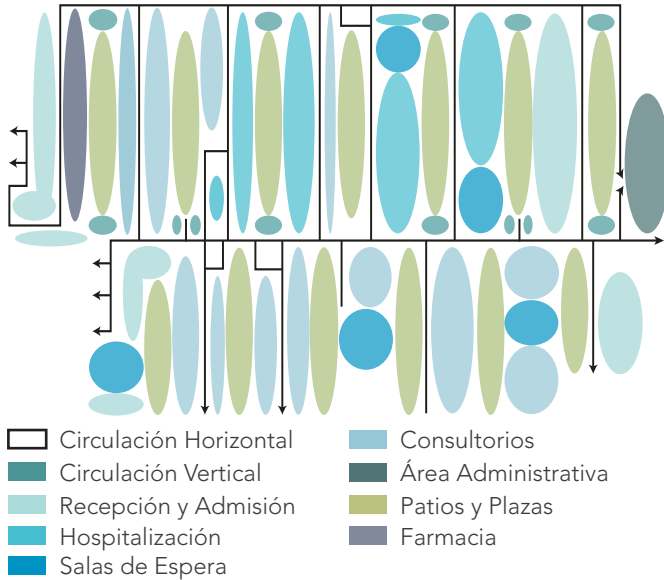 Circulación Horizontal
Circulación Vertical
Recepción y Admisión
Hospitalización
Salas de Espera
Consultorios
Área Administrativa
Patios y Plazas
Farmacia